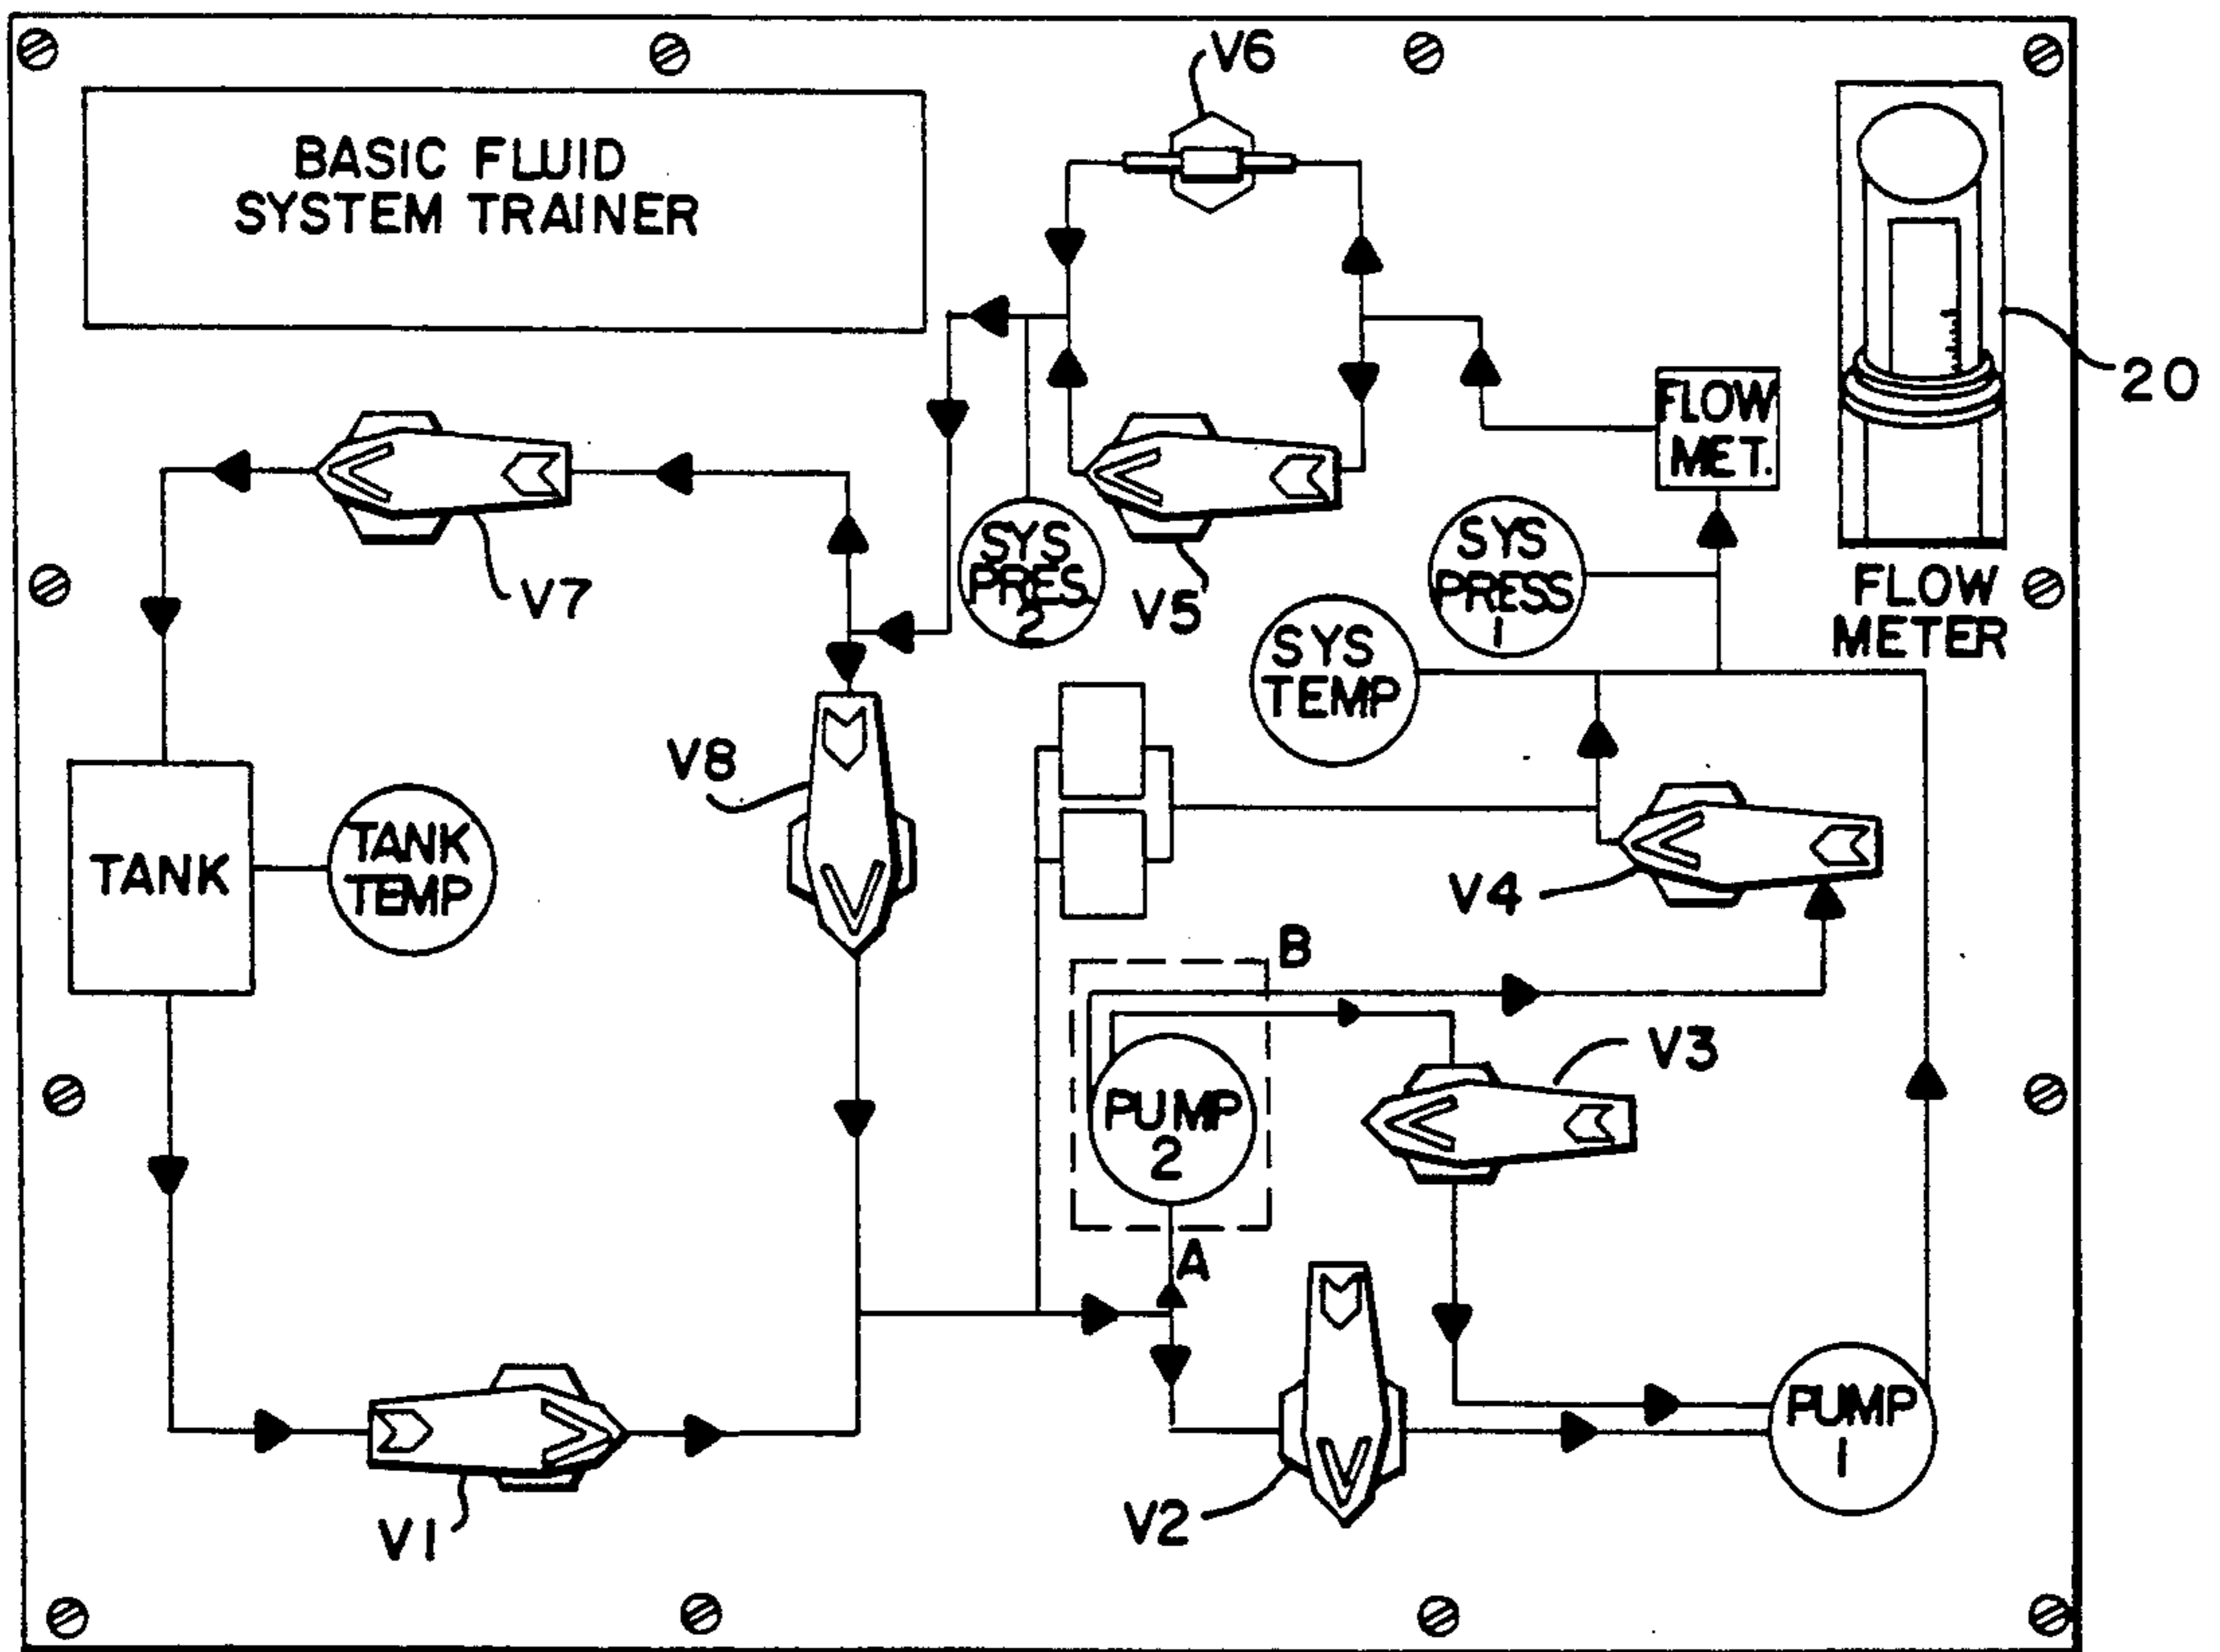 V6
BASIC FLUID
SYSTEM TRAINER
20
FLOW
MET.
V7
SYS
PRES
2
V5
SYS
PRESS
1
FLOW
METER
SYS
TEMP
V8
TANK
TANK
TEMP
V4
B
V3
PUMP
2
A
PUMP
1
V2
V1